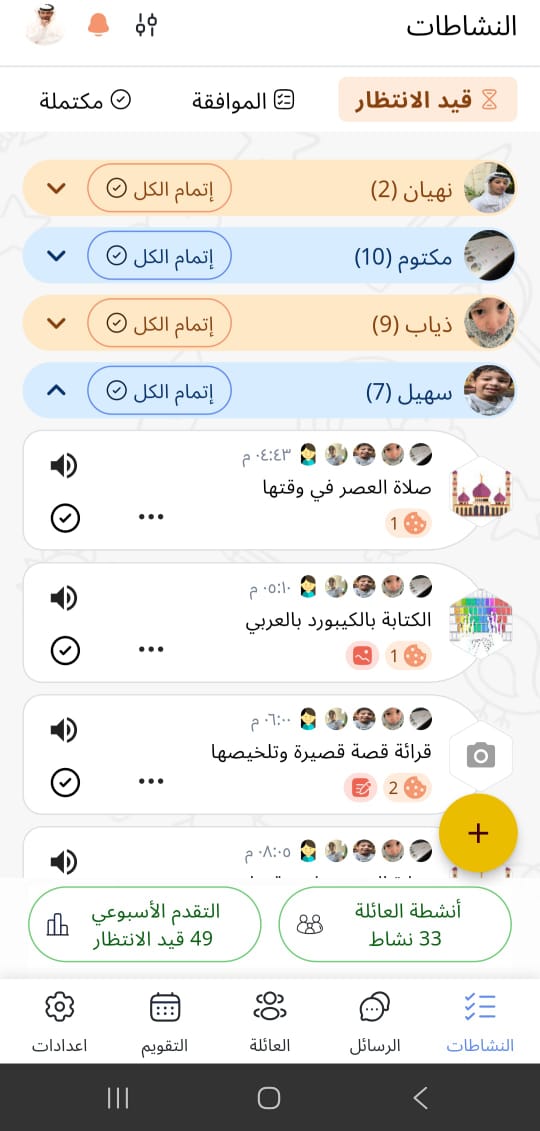 النشاطات
قيد الانتظار
الموافقة
مكتملة
نهيان (2)
إتمام الكل
مكتوم (10)
إتمام الكل
ذياب (9)
إتمام الكل
سهيل (7)
إتمام الكل
٠٤:٤٣ م
صلاة العصر في وقتها
1
٠٥:١٠ م
الكتابة بالكيبورد بالعربي
1
٠٦:٠٠ م
قرائة قصة قصيرة وتلخيصها
2
٠٨:٠٥ م
+
أنشطة العائلة
33 نشاط
التقدم الأسبوعي
49 قيد الانتظار
النشاطات
الرسائل
العائلة
التقويم
اعدادات